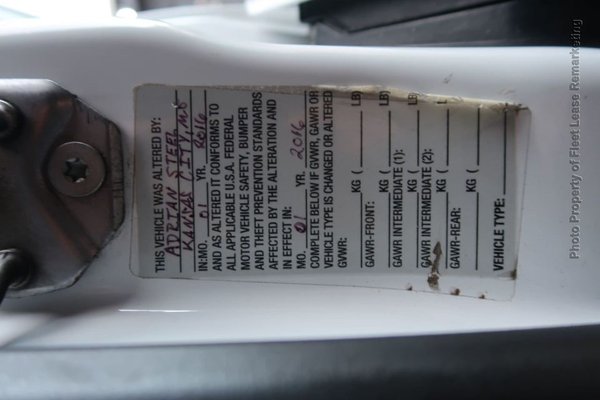 THIS VEHICLE WAS ALTERED BY:
ADRIAN STEEL
KANSAS CITY, MO
IN: MO. 01 YR. 2016
AND AS ALTERED IT CONFORMS TO
ALL APPLICABLE U.S.A. FEDERAL
MOTOR VEHICLE SAFETY, BUMPER
AND THEFT PREVENTION STANDARDS
AFFECTED BY THE ALTERATION AND
IN EFFECT IN:
MO. 01 YR. 2016
COMPLETE BELOW IF GVWR, GAWR OR
VEHICLE TYPE IS CHANGED OR ALTERED
GVWR: KG ( LB)
GAWR-FRONT: KG ( LB)
GAWR INTERMEDIATE (1): KG ( LB)
GAWR INTERMEDIATE (2): KG ( L
GAWR-REAR: KG (
VEHICLE TYPE:
Photo Property of Fleet Lease Remarketing